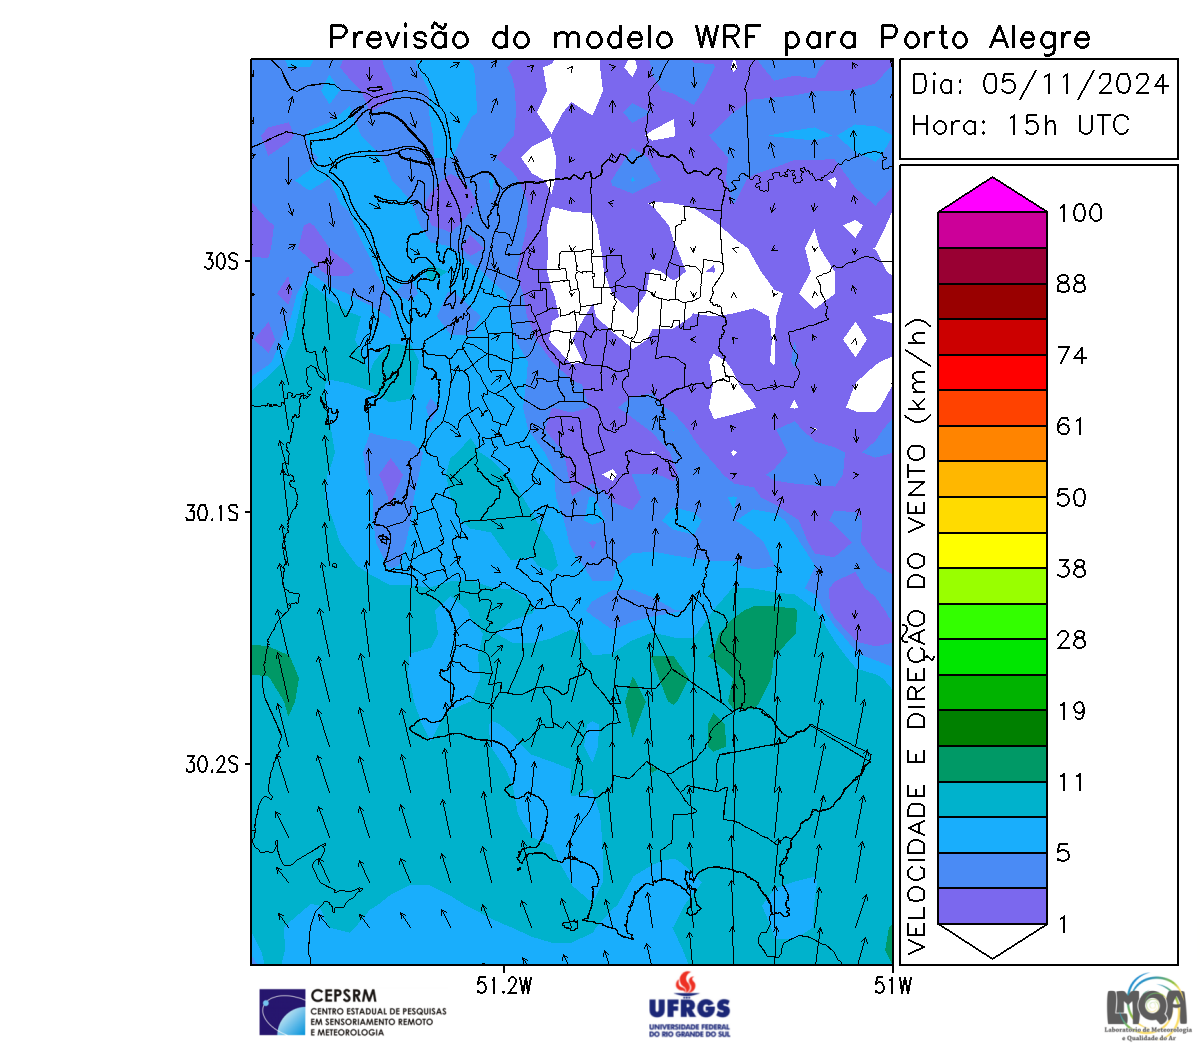 Previsão do modelo WRF para Porto Alegre
Dia: 05/11/2024
Hora: 15h UTC
30S
30.1S
30.2S
51.2W
51W
VELOCIDADE E DIREÇÃO DO VENTO (km/h)
100
88
74
61
50
38
28
19
11
5
1
CEPSRM
CENTRO ESTADUAL DE PESQUISAS
EM SENSORIAMENTO REMOTO
E METEOROLOGIA
UFRGS
UNIVERSIDADE FEDERAL
DO RIO GRANDE DO SUL
LMQA
Laboratório de Meteorologia
e Qualidade do Ar